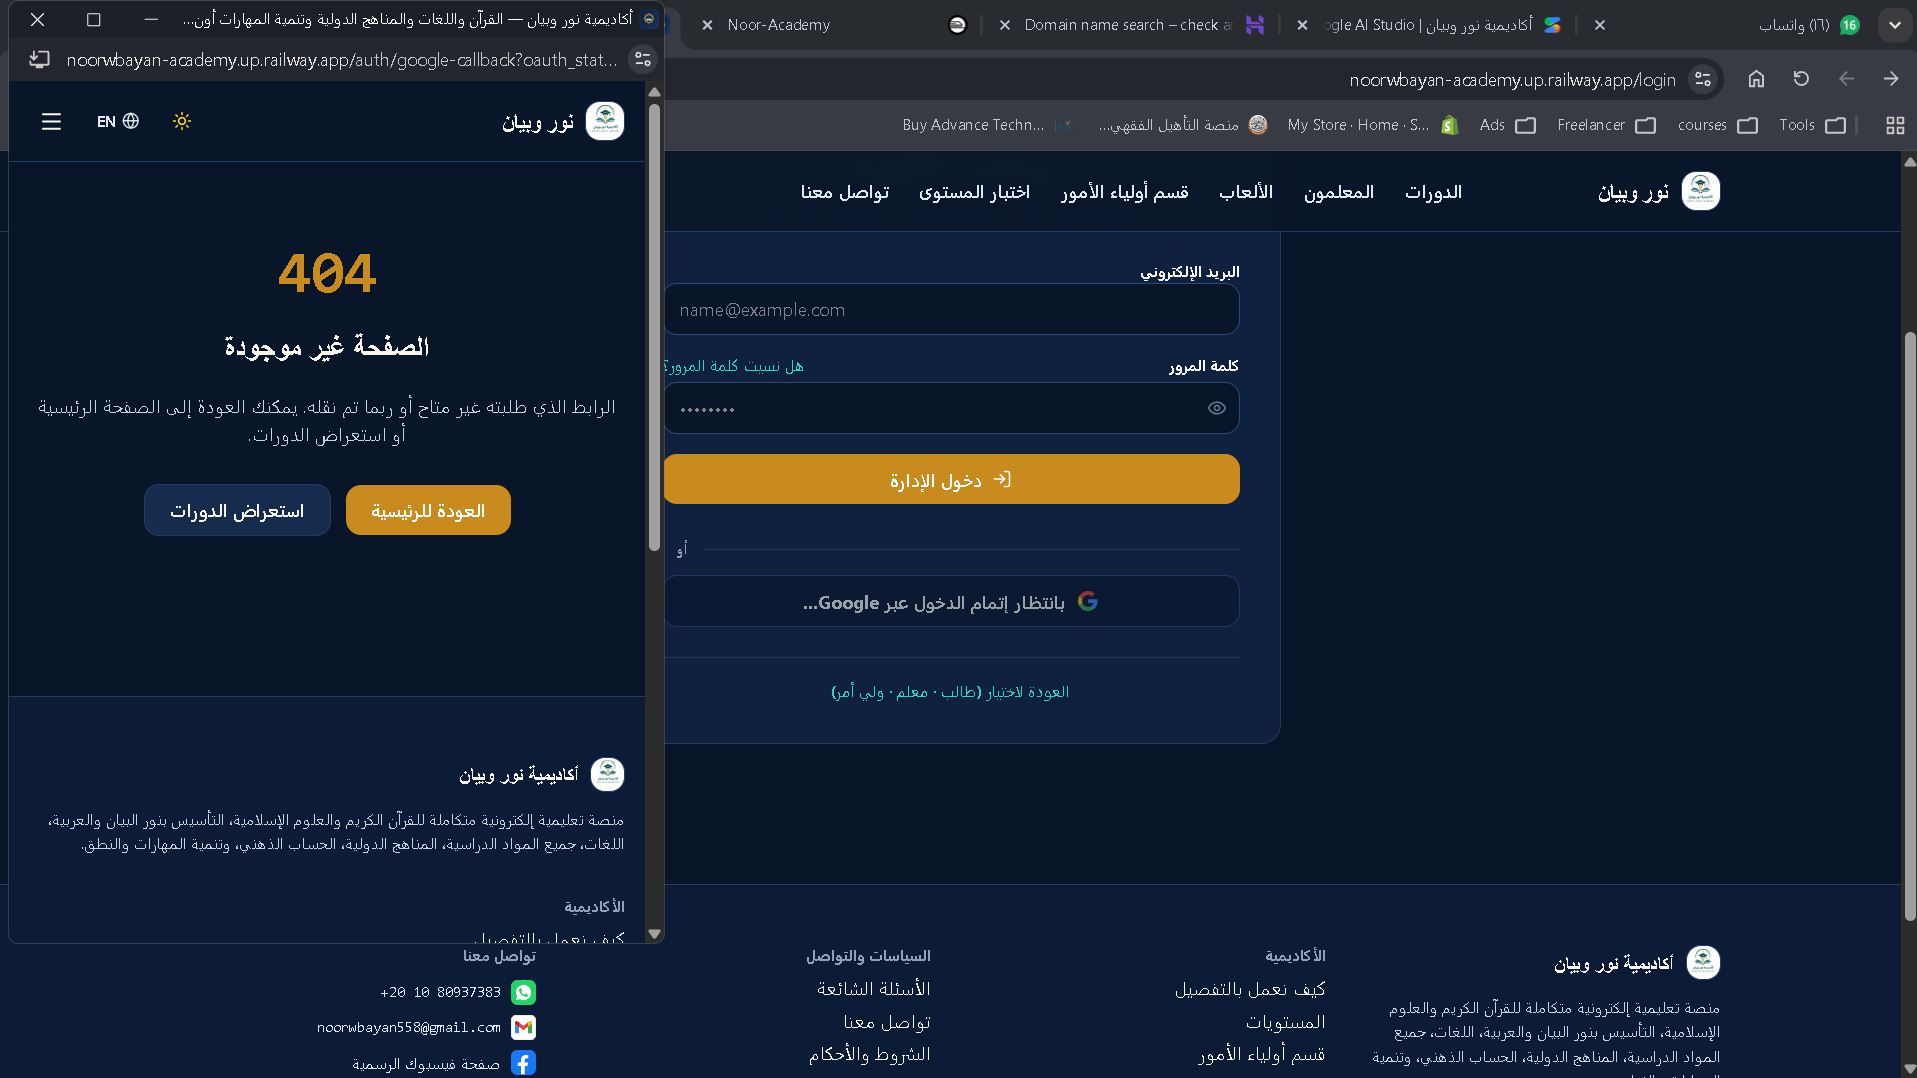 أكاديمية نور وبيان — القرآن واللغات والمناهج الدولية وتنمية المهارات أون...
noorwbayan-academy.up.railway.app/auth/google-callback?oauth_stat...
نور وبيان
EN
404
الصفحة غير موجودة
الرابط الذي طلبته غير متاح أو ربما تم نقله. يمكنك العودة إلى الصفحة الرئيسية
أو استعراض الدورات.
العودة للرئيسية
استعراض الدورات
أكاديمية نور وبيان
منصة تعليمية إلكترونية متكاملة للقرآن الكريم والعلوم الإسلامية، التأسيس بنور البيان والعربية،
اللغات، جميع المواد الدراسية، المناهج الدولية، الحساب الذهني، وتنمية المهارات والنطق.
الأكاديمية
كيف نعمل بالتفصيل
(١٦) واتساب
16
أكاديمية نور وبيان | ogle AI Studio
Domain name search – check a
Noor-Academy
noorwbayan-academy.up.railway.app/login
Tools
courses
Freelancer
Ads
My Store · Home · S...
منصة التأهيل الفقهي...
Buy Advance Techn...
نور وبيان
الدورات
المعلمون
الألعاب
قسم أولياء الأمور
اختبار المستوى
تواصل معنا
البريد الإلكتروني
name@example.com
كلمة المرور
هل نسيت كلمة المرور؟
دخول الإدارة
أو
بانتظار إتمام الدخول عبر Google...
العودة لاختيار (طالب · معلم · ولي أمر)
أكاديمية نور وبيان
منصة تعليمية إلكترونية متكاملة للقرآن الكريم والعلوم
الإسلامية، التأسيس بنور البيان والعربية، اللغات، جميع
المواد الدراسية، المناهج الدولية، الحساب الذهني، وتنمية
الأكاديمية
كيف نعمل بالتفصيل
المستويات
قسم أولياء الأمور
السياسات والتواصل
الأسئلة الشائعة
تواصل معنا
الشروط والأحكام
تواصل معنا
+20 10 80937383
noorwbayan558@gmail.com
صفحة فيسبوك الرسمية